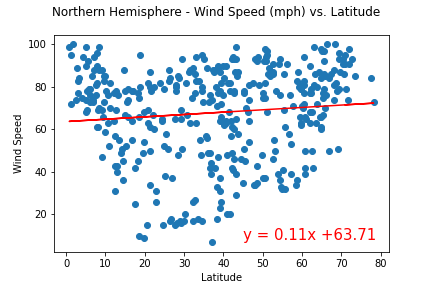 Northern Hemisphere - Wind Speed (mph) vs. Latitude
100
80
60
40
20
Wind Speed
y = 0.11x +63.71
0 10 20 30 40 50 60 70 80
Latitude